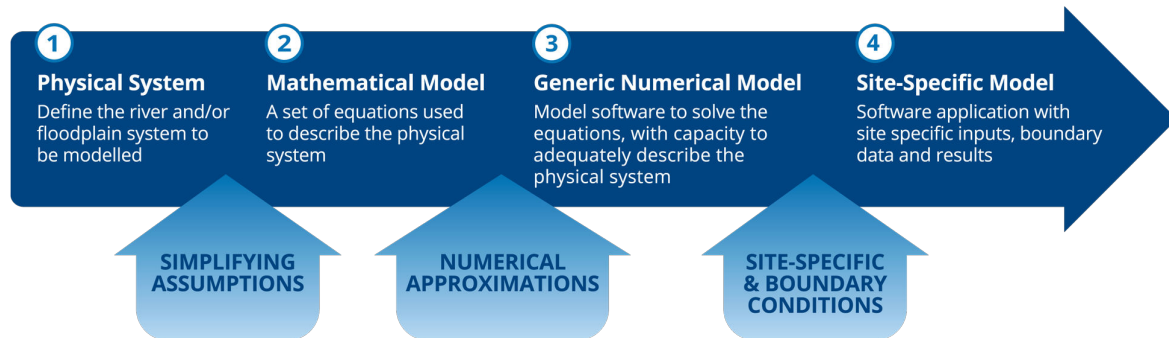 1
Physical System
Define the river and/or
floodplain system to
be modelled
2
Mathematical Model
A set of equations used
to describe the physical
system
3
Generic Numerical Model
Model software to solve the
equations, with capacity to
adequately describe the
physical system
4
Site-Specific Model
Software application with
site specific inputs, boundary
data and results
SIMPLIFYING
ASSUMPTIONS
NUMERICAL
APPROXIMATIONS
SITE-SPECIFIC
& BOUNDARY
CONDITIONS